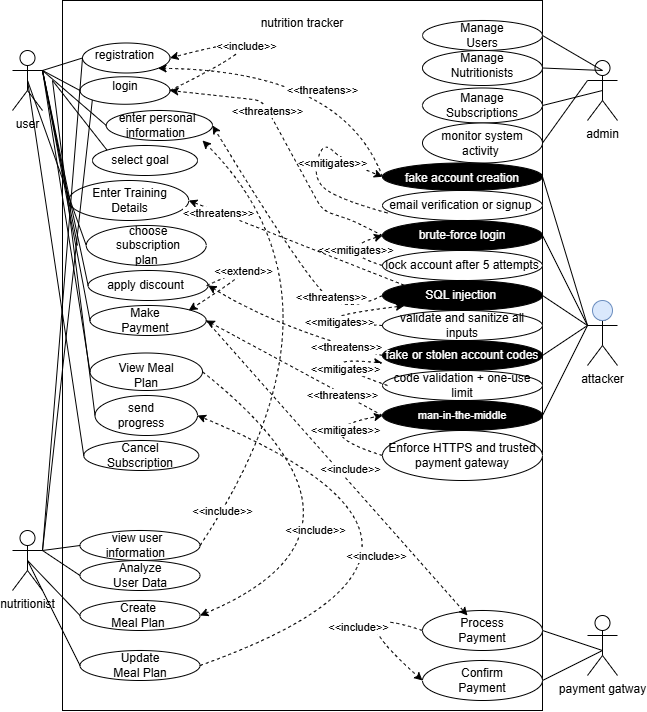 nutrition tracker
registration
<<include>>
login
<<threatens>>
<<threatens>>
enter personal
information
select goal
Enter Training
Details
<<threatens>>
choose
subscription
plan
apply discount
<<extend>>
Make
Payment
View Meal
Plan
send
progress
Cancel
Subscription
user
Manage
Users
Manage
Nutritionists
Manage
Subscriptions
monitor system
activity
admin
<<mitigates>>
fake account creation
email verification or signup
brute-force login
<<mitigates>>
lock account after 5 attempts
SQL injection
<<threatens>>
<<mitigates>>
validate and sanitize all
inputs
<<threatens>>
fake or stolen account codes
<<mitigates>>
code validation + one-use
limit
<<threatens>>
man-in-the-middle
<<mitigates>>
Enforce HTTPS and trusted
payment gateway
attacker
<<include>>
<<include>>
<<include>>
<<include>>
view user
information
Analyze
User Data
Create
Meal Plan
Update
Meal Plan
nutritionist
<<include>>
Process
Payment
Confirm
Payment
payment gatway